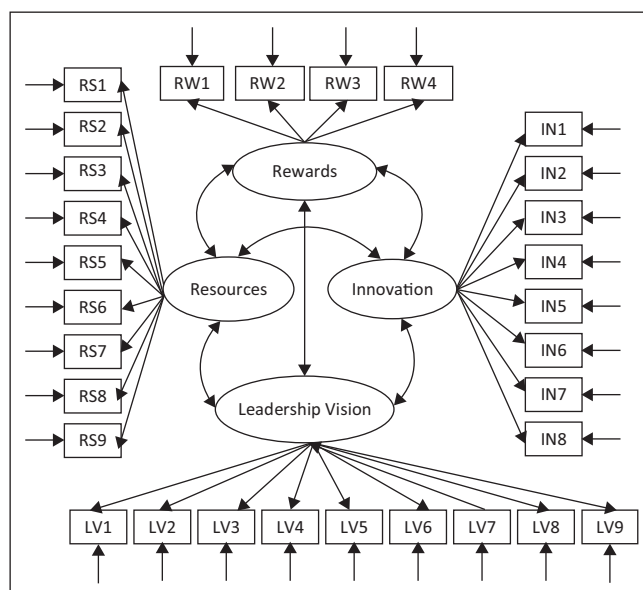 RW1 RW2 RW3 RW4
RS1
RS2
RS3
RS4
RS5
RS6
RS7
RS8
RS9
Rewards
Resources
Innovation
Leadership Vision
IN1
IN2
IN3
IN4
IN5
IN6
IN7
IN8
LV1 LV2 LV3 LV4 LV5 LV6 LV7 LV8 LV9